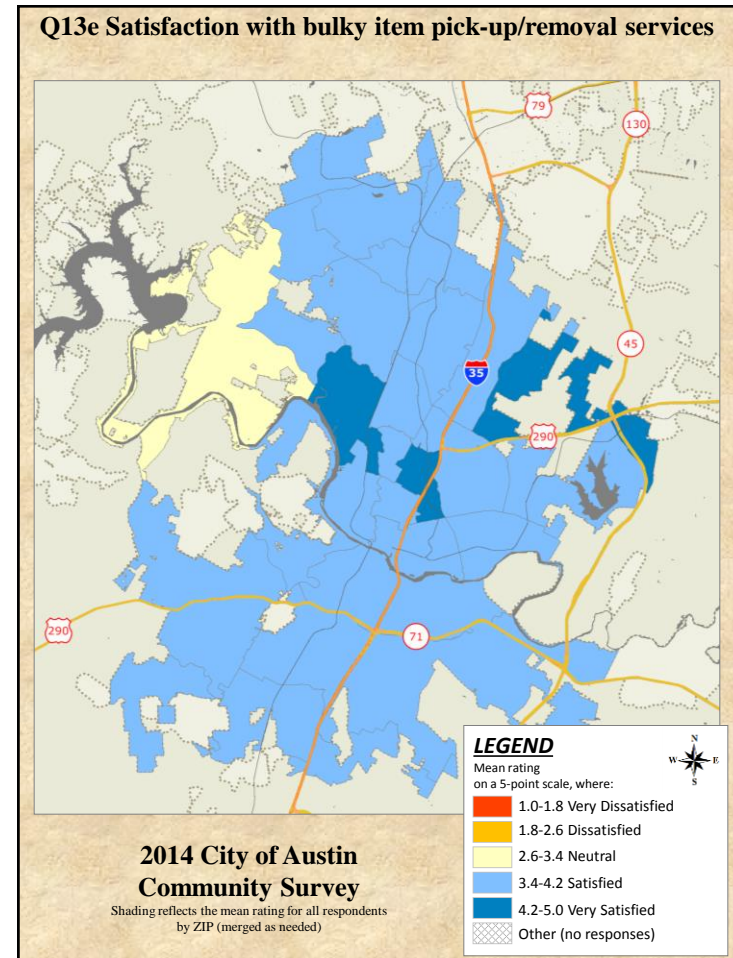 Q13e Satisfaction with bulky item pick-up/removal services
79
130
45
35
290
290
71
LEGEND
N
W E
S
Mean rating
on a 5-point scale, where:
1.0-1.8 Very Dissatisfied
1.8-2.6 Dissatisfied
2.6-3.4 Neutral
3.4-4.2 Satisfied
4.2-5.0 Very Satisfied
Other (no responses)
2014 City of Austin
Community Survey
Shading reflects the mean rating for all respondents
by ZIP (merged as needed)